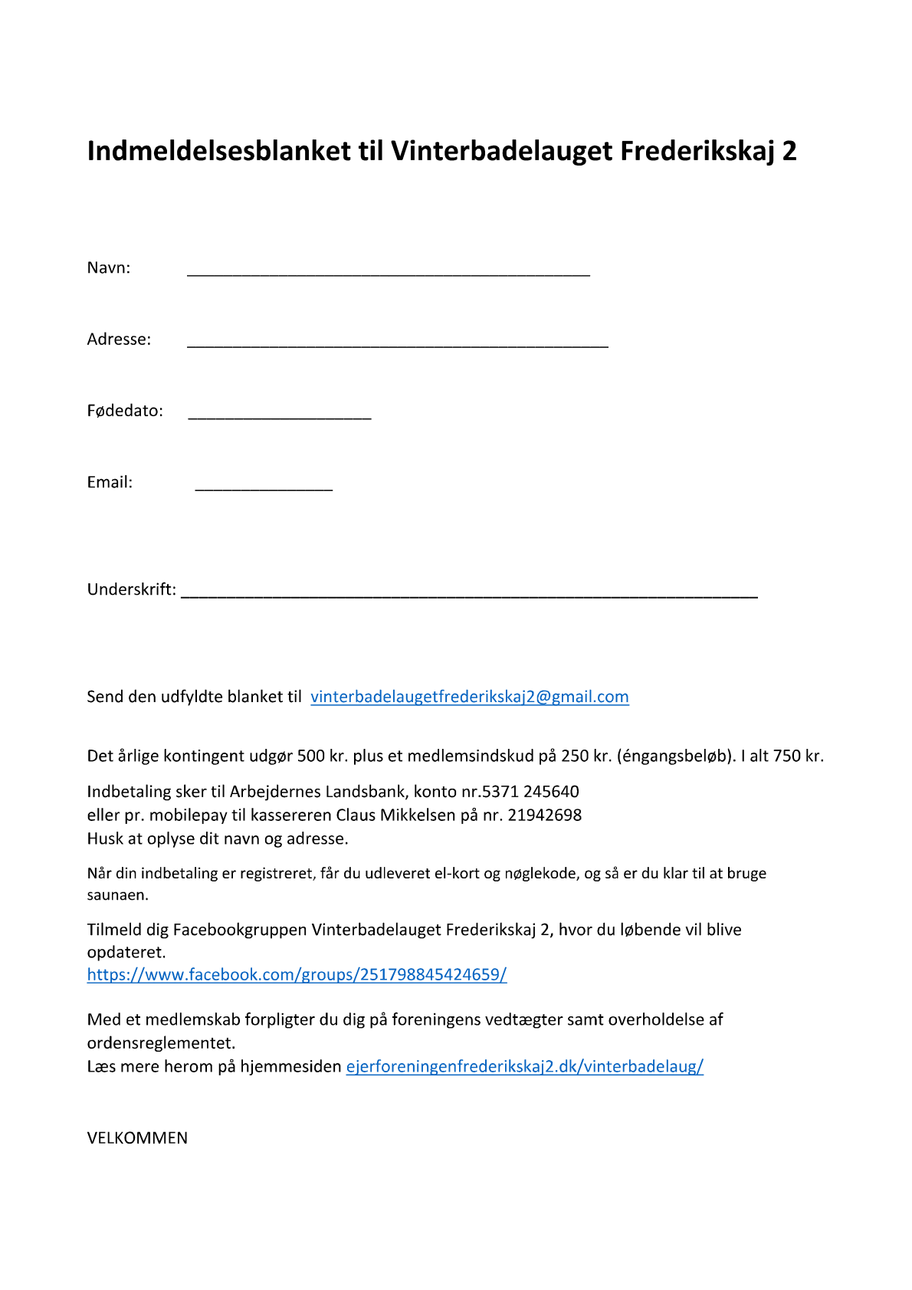 Indmeldelsesblanket til Vinterbadelauget Frederikskaj 2
Navn: ____________________________________________
Adresse: ______________________________________________
Fødedato: ____________________
Email: _______________
Underskrift: _______________________________________________________________
Send den udfyldte blanket til vinterbadelaugetfrederikskaj2@gmail.com
Det årlige kontingent udgør 500 kr. plus et medlemsindskud på 250 kr. (éngangsbeløb). I alt 750 kr.
Indbetaling sker til Arbejdernes Landsbank, konto nr.5371 245640
eller pr. mobilepay til kassereren Claus Mikkelsen på nr. 21942698
Husk at oplyse dit navn og adresse.
Når din indbetaling er registreret, får du udleveret el-kort og nøglekode, og så er du klar til at bruge
saunaen.
Tilmeld dig Facebookgruppen Vinterbadelauget Frederikskaj 2, hvor du løbende vil blive
opdateret.
https://www.facebook.com/groups/251798845424659/
Med et medlemskab forpligter du dig på foreningens vedtægter samt overholdelse af
ordensreglementet.
Læs mere herom på hjemmesiden ejerforeningenfrederikskaj2.dk/vinterbadelaug/
VELKOMMEN